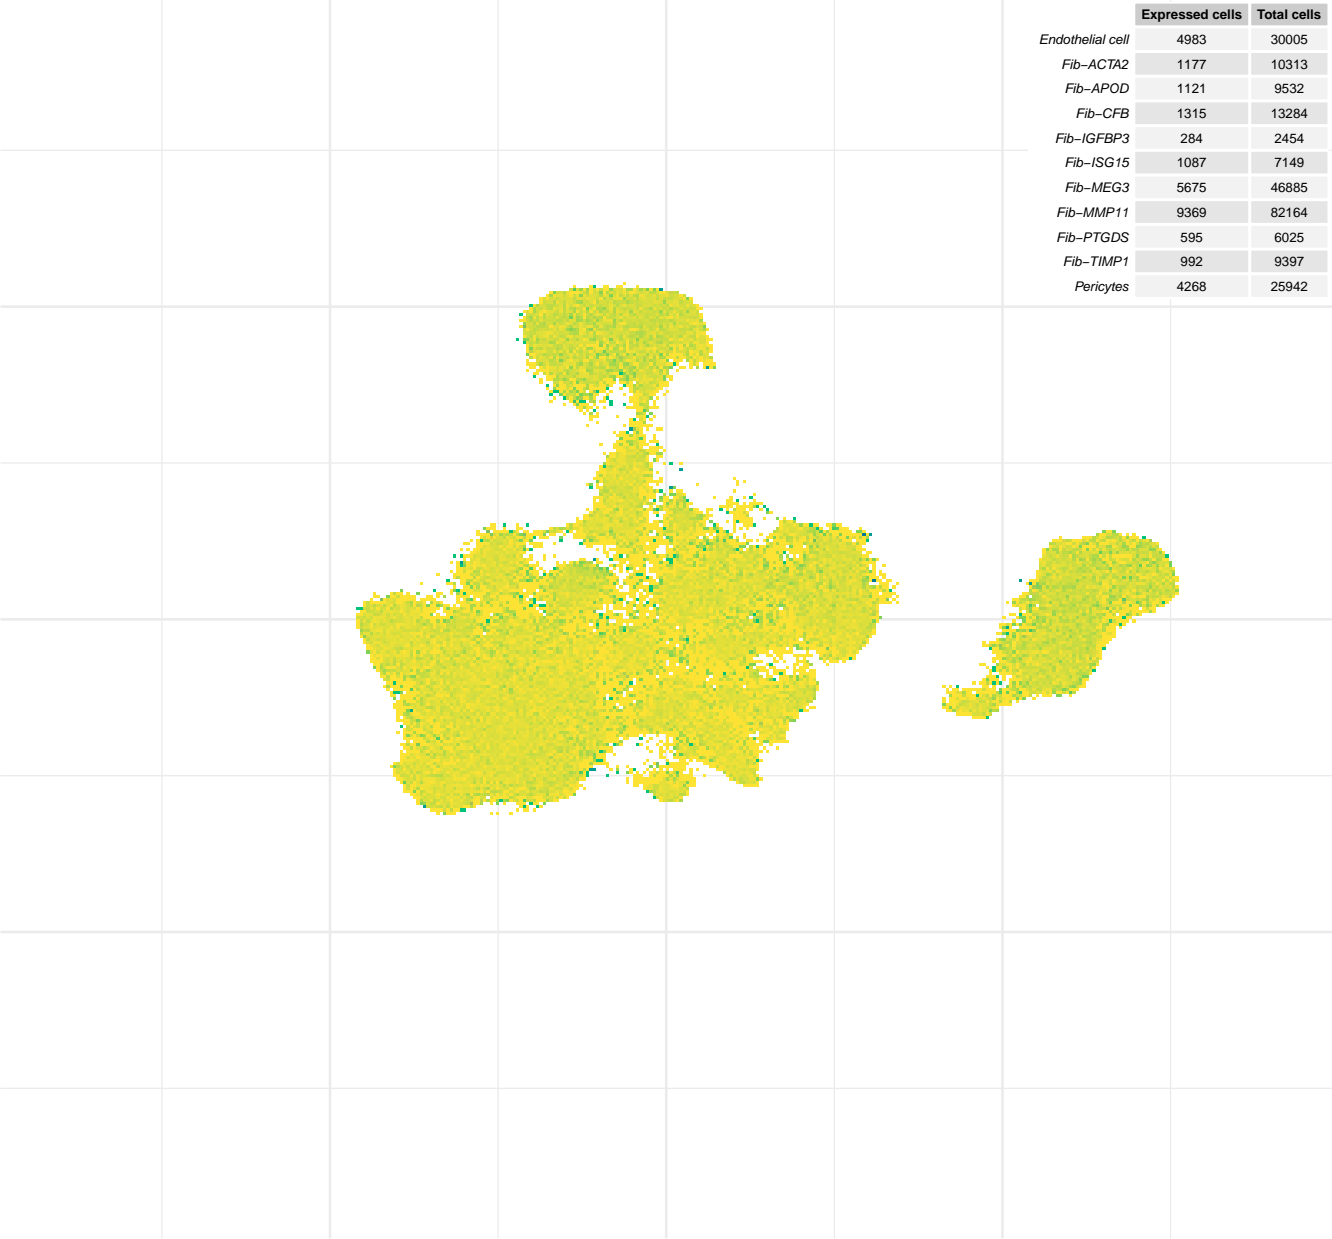 Expressed cells Total cells
Endothelial cell 4983 30005
Fib−ACTA2 1177 10313
Fib−APOD 1121 9532
Fib−CFB 1315 13284
Fib−IGFBP3 284 2454
Fib−ISG15 1087 7149
Fib−MEG3 5675 46885
Fib−MMP11 9369 82164
Fib−PTGDS 595 6025
Fib−TIMP1 992 9397
Pericytes 4268 25942